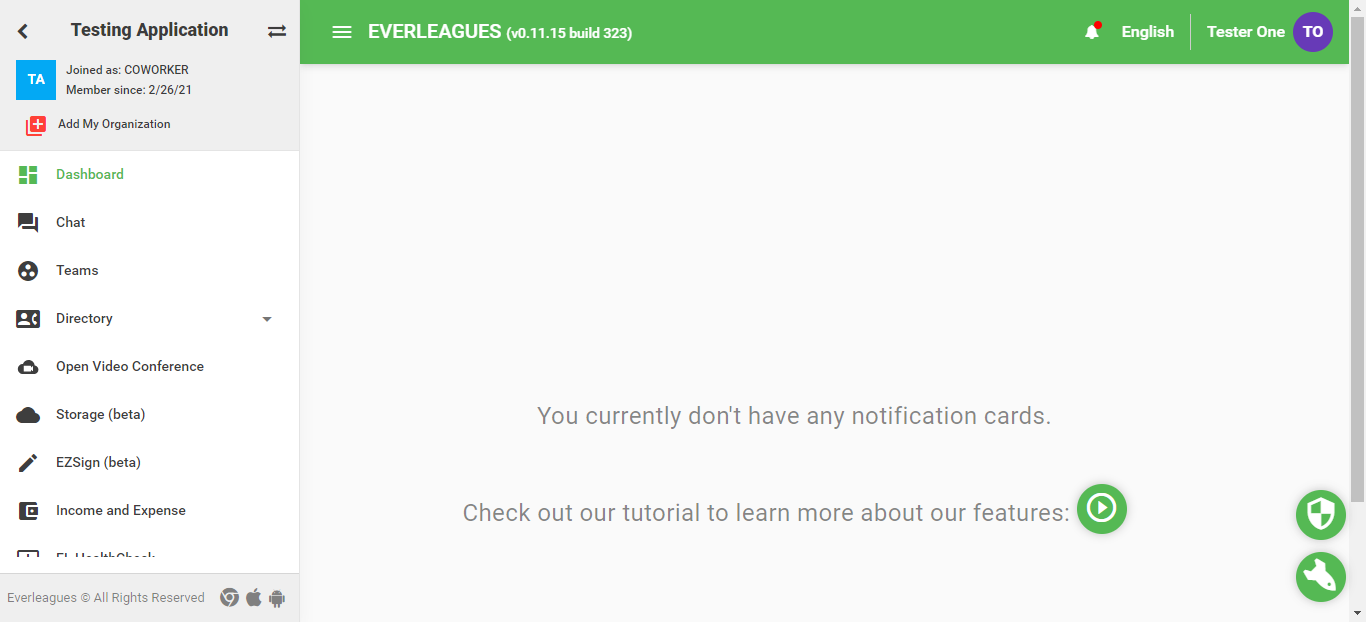 Testing Application
TA
Joined as: COWORKER
Member since: 2/26/21
Add My Organization
Dashboard
Chat
Teams
Directory
Open Video Conference
Storage (beta)
EZSign (beta)
Income and Expense
EL HealthCheck
Everleagues © All Rights Reserved
EVERLEAGUES (v0.11.15 build 323)
English
Tester One
TO
You currently don't have any notification cards.
Check out our tutorial to learn more about our features: